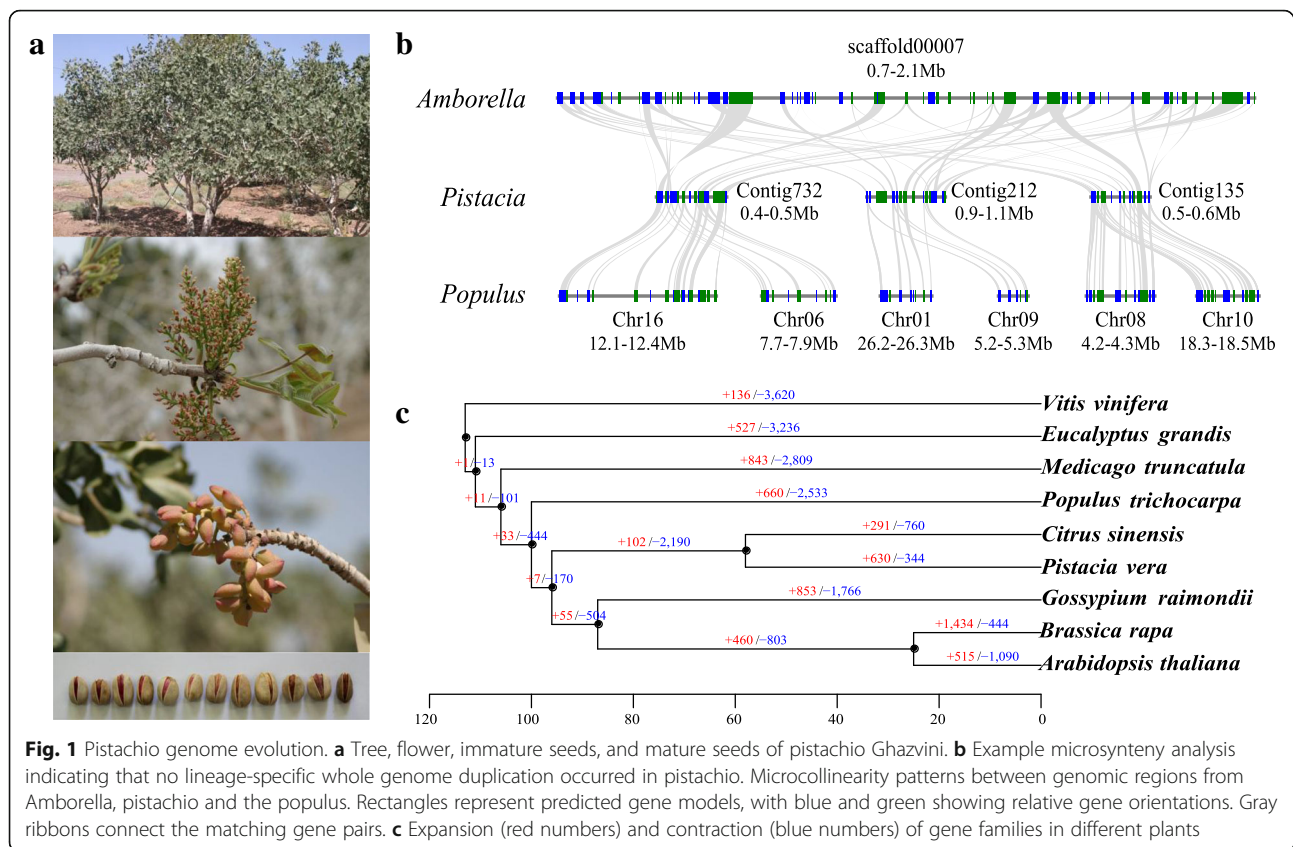 a
b
scaffold00007
0.7-2.1Mb
Amborella
Pistacia
Contig732
0.4-0.5Mb
Contig212
0.9-1.1Mb
Contig135
0.5-0.6Mb
Populus
Chr16
12.1-12.4Mb
Chr06
7.7-7.9Mb
Chr01
26.2-26.3Mb
Chr09
5.2-5.3Mb
Chr08
4.2-4.3Mb
Chr10
18.3-18.5Mb
c
+136 /−3,620
Vitis vinifera
+527 /−3,236
Eucalyptus grandis
+1/−13
+843 /−2,809
Medicago truncatula
+11/−101
+660 /−2,533
Populus trichocarpa
+33/−444
+291 /−760
Citrus sinensis
+102 /−2,190
+630 /−344
Pistacia vera
+7/−170
+853 /−1,766
Gossypium raimondii
+55/−504
+1,434 /−444
Brassica rapa
+460 /−803
+515 /−1,090
Arabidopsis thaliana
120 100 80 60 40 20 0
Fig. 1 Pistachio genome evolution. a Tree, flower, immature seeds, and mature seeds of pistachio Ghazvini. b Example microsynteny analysis
indicating that no lineage-specific whole genome duplication occurred in pistachio. Microcollinearity patterns between genomic regions from
Amborella, pistachio and the populus. Rectangles represent predicted gene models, with blue and green showing relative gene orientations. Gray
ribbons connect the matching gene pairs. c Expansion (red numbers) and contraction (blue numbers) of gene families in different plants